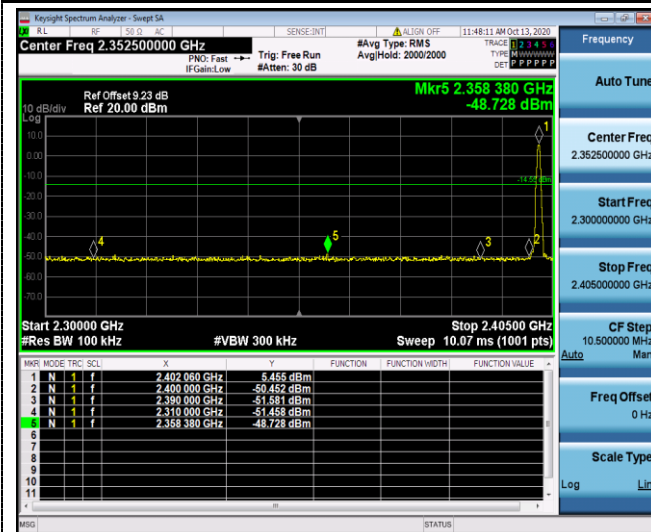 Keysight Spectrum Analyzer - Swept SA
RL RF 50 Ω AC SENSE:INT ALIGN OFF 11:48:11 AM Oct 13, 2020
Center Freq 2.352500000 GHz
PNO: Fast
IFGain:Low
Trig: Free Run
#Atten: 30 dB
#Avg Type: RMS
Avg|Hold: 2000/2000
TRACE 1 2 3 4 5 6
TYPE MWWWWW
DET P P P P P P
Frequency
Auto Tune
Center Freq
2.352500000 GHz
Start Freq
2.300000000 GHz
Stop Freq
2.405000000 GHz
CF Step
10.500000 MHz
Auto Man
Freq Offset
0 Hz
Scale Type
Log Lin
Ref Offset 9.23 dB
10 dB/div Ref 20.00 dBm
Log
Mkr5 2.358 380 GHz
-48.728 dBm
10.0
0.00
-10.0
-20.0
-30.0
-40.0
-50.0
-60.0
-70.0
1
2
3
4
5
Start 2.30000 GHz Stop 2.40500 GHz
#Res BW 100 kHz #VBW 300 kHz Sweep 10.07 ms (1001 pts)
MKR MODE TRC SCL X Y FUNCTION FUNCTION WIDTH FUNCTION VALUE
1 N 1 f 2.402 060 GHz 5.455 dBm
2 N 1 f 2.400 000 GHz -50.452 dBm
3 N 1 f 2.390 000 GHz -51.581 dBm
4 N 1 f 2.310 000 GHz -51.458 dBm
5 N 1 f 2.358 380 GHz -48.728 dBm
6
7
8
9
10
11
MSG STATUS